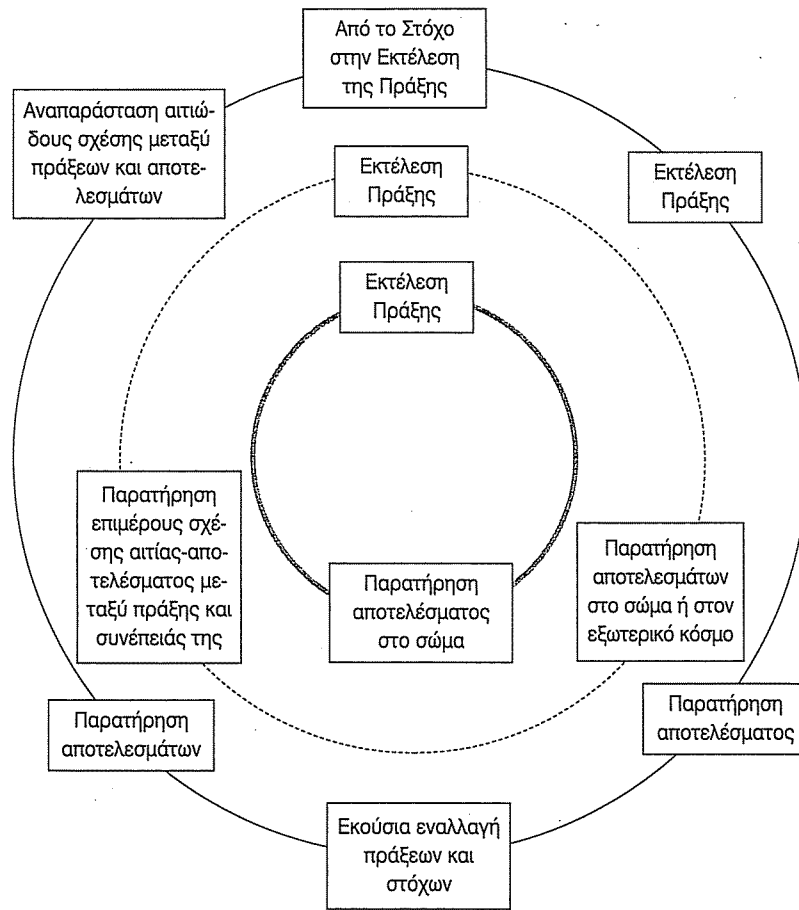 Από το Στόχο
στην Εκτέλεση
της Πράξης
Αναπαράσταση αιτιώ-
δους σχέσης μεταξύ
πράξεων και αποτε-
λεσμάτων
Εκτέλεση
Πράξης
Εκτέλεση
Πράξης
Εκτέλεση
Πράξης
Παρατήρηση
επιμέρους σχέ-
σης αιτίας-απο-
τελέσματος με-
ταξύ πράξης και
συνέπειάς της
Παρατήρηση
αποτελέσματος
στο σώμα
Παρατήρηση
αποτελεσμάτων
στο σώμα ή στον
εξωτερικό κόσμο
Παρατήρηση
αποτελεσμάτων
Παρατήρηση
αποτελέσματος
Εκούσια εναλλαγή
πράξεων και
στόχων